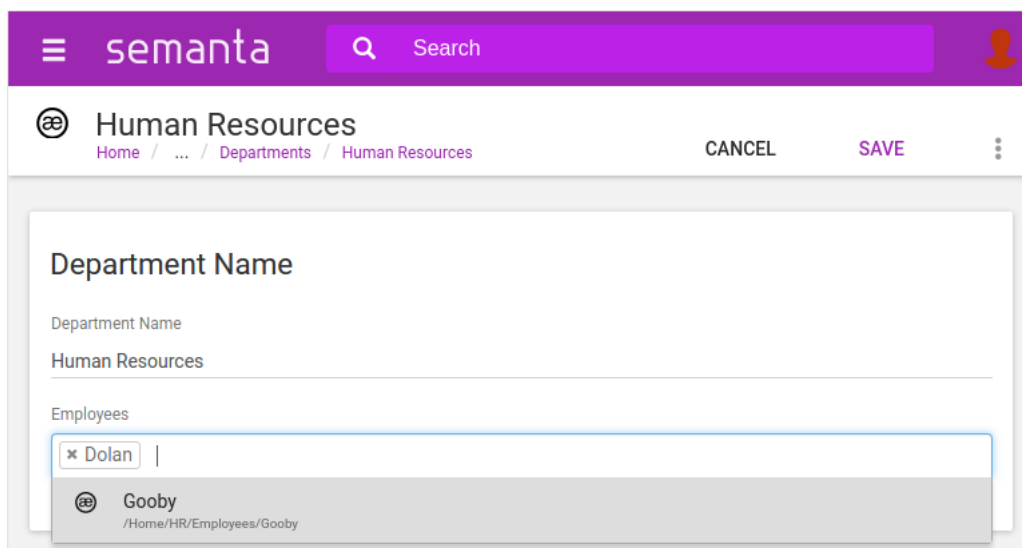 semanta Search
Human Resources
Home / ... / Departments / Human Resources CANCEL SAVE
Department Name
Department Name
Human Resources
Employees
× Dolan
æ Gooby
/Home/HR/Employees/Gooby